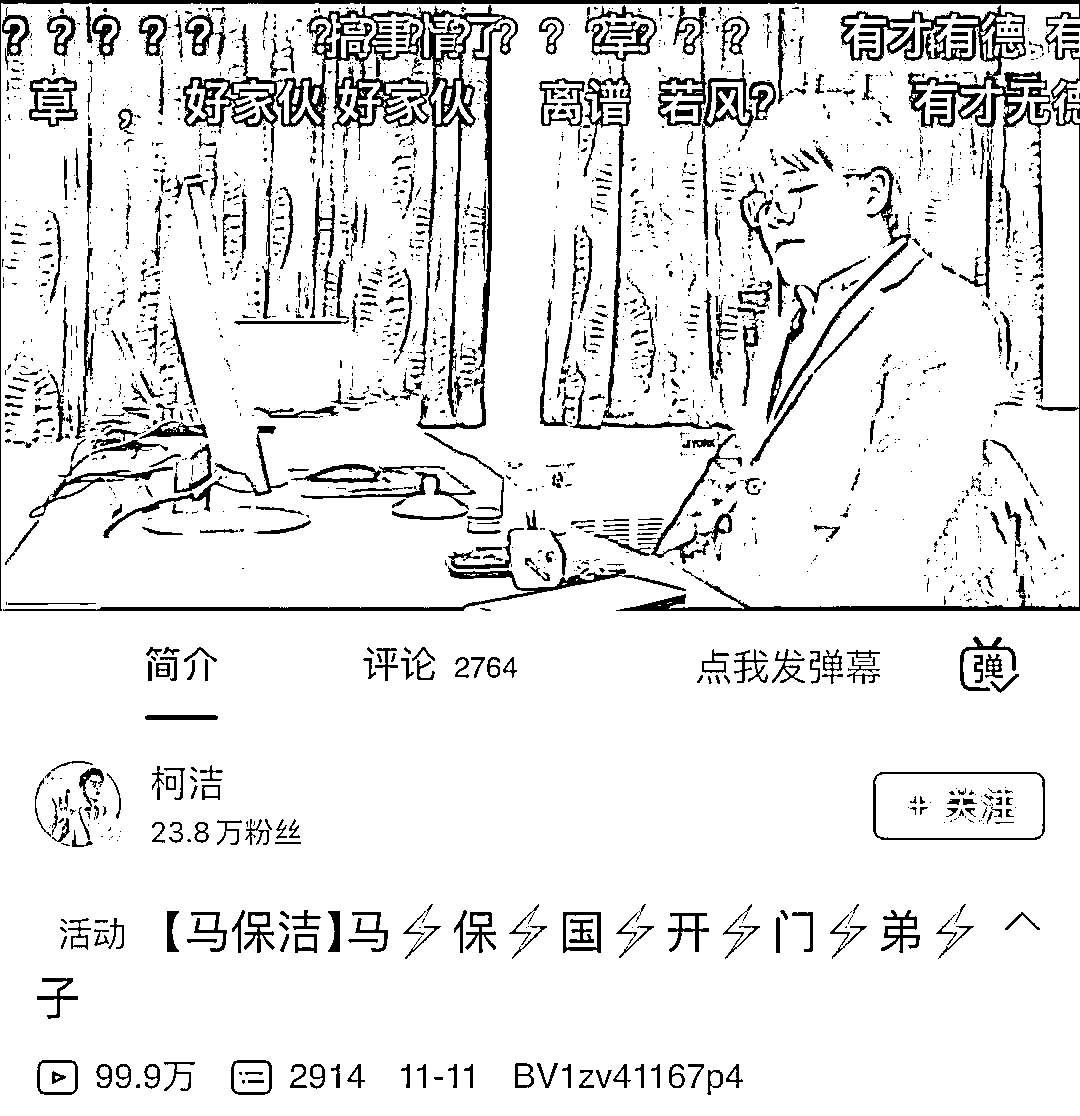 ？？？？？ ？搞事情了？ ？ ？草？ ？ ？ 有才有德 有
草 好家伙 好家伙 离谱 若风？ 有才无德
简介 评论 2764 点我发弹幕 弹
柯洁
23.8万粉丝 + 关注
活动 【马保洁】马⚡保⚡国⚡开⚡门⚡弟⚡
子
99.9万 2914 11-11 BV1zv41167p4